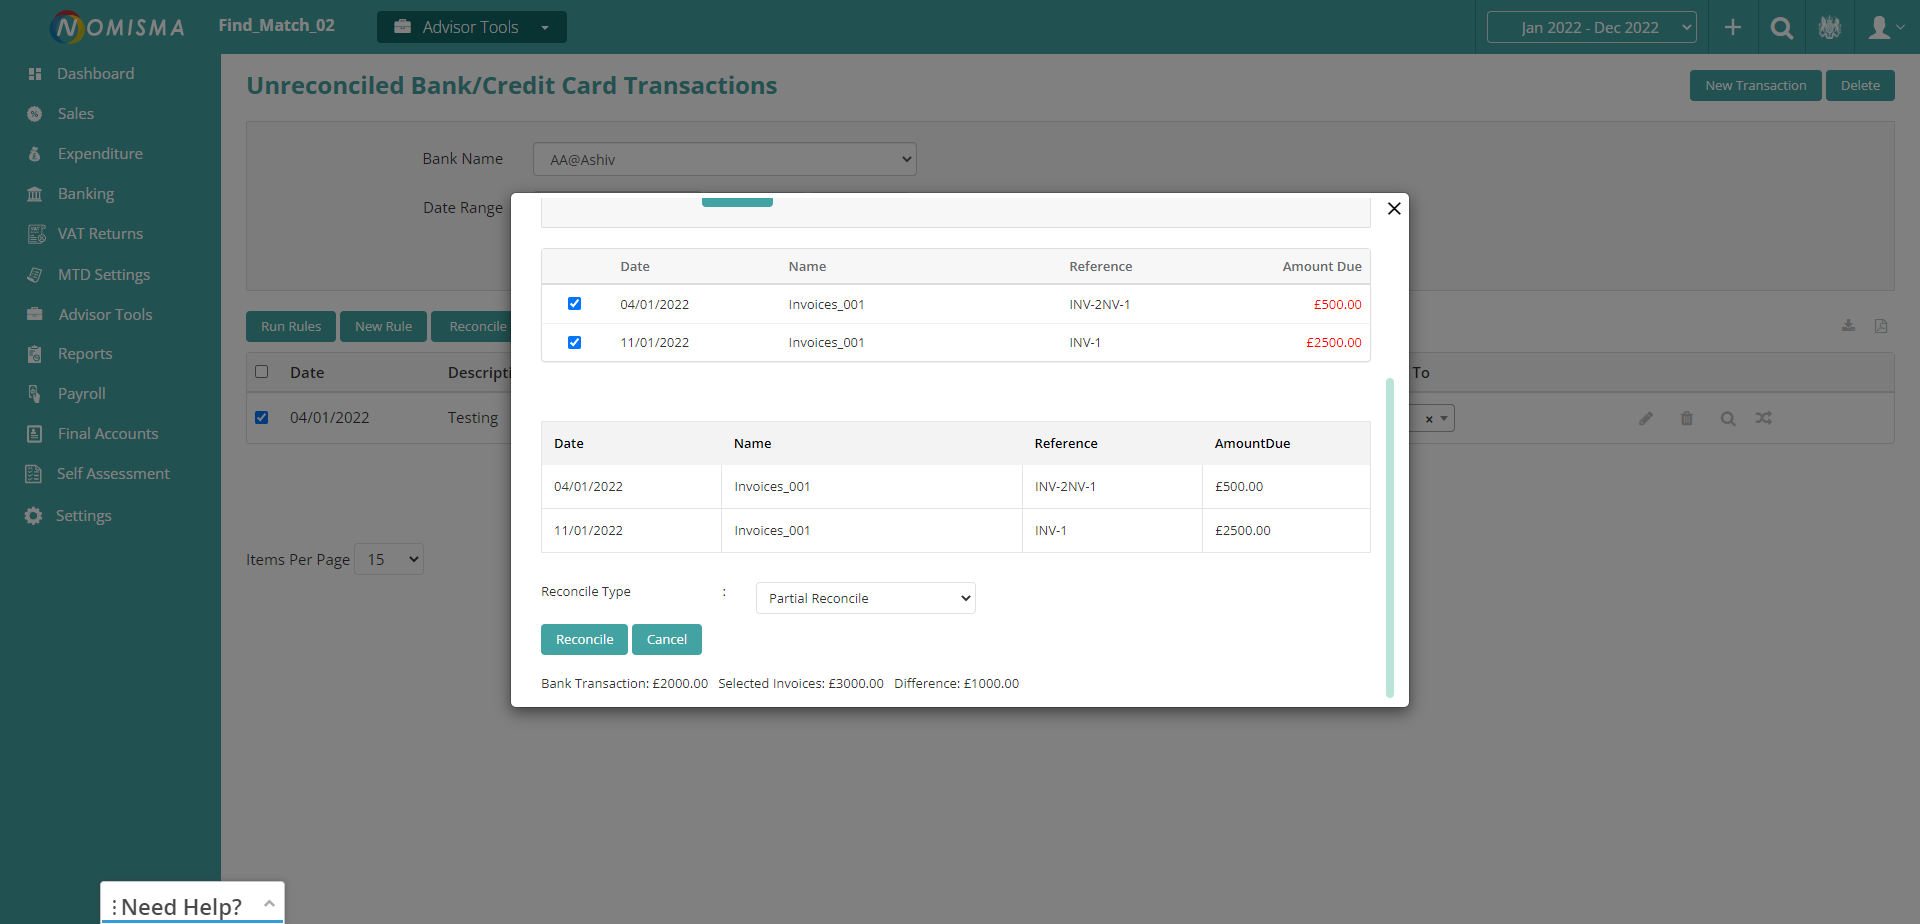 NOMISMA
Find_Match_02
Advisor Tools
Jan 2022 - Dec 2022
Dashboard
Sales
Expenditure
Banking
VAT Returns
MTD Settings
Advisor Tools
Reports
Payroll
Final Accounts
Self Assessment
Settings
Unreconciled Bank/Credit Card Transactions
New Transaction
Delete
Bank Name
AA@Ashiv
Date Range
Run Rules
New Rule
Reconcile
Date Descripti To
04/01/2022 Testing ×
Items Per Page 15
×
Date Name Reference Amount Due
04/01/2022 Invoices_001 INV-2NV-1 £500.00
11/01/2022 Invoices_001 INV-1 £2500.00
Date Name Reference AmountDue
04/01/2022 Invoices_001 INV-2NV-1 £500.00
11/01/2022 Invoices_001 INV-1 £2500.00
Reconcile Type : Partial Reconcile
Reconcile Cancel
Bank Transaction: £2000.00 Selected Invoices: £3000.00 Difference: £1000.00
Need Help?